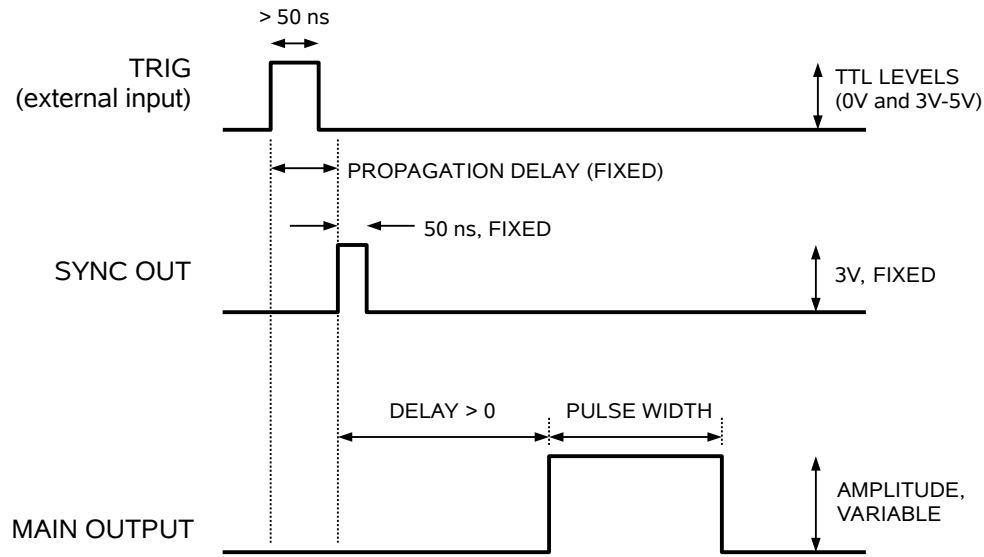 > 50 ns
TRIG
(external input)
TTL LEVELS
(0V and 3V-5V)
PROPAGATION DELAY (FIXED)
50 ns, FIXED
SYNC OUT
3V, FIXED
DELAY > 0
PULSE WIDTH
MAIN OUTPUT
AMPLITUDE,
VARIABLE